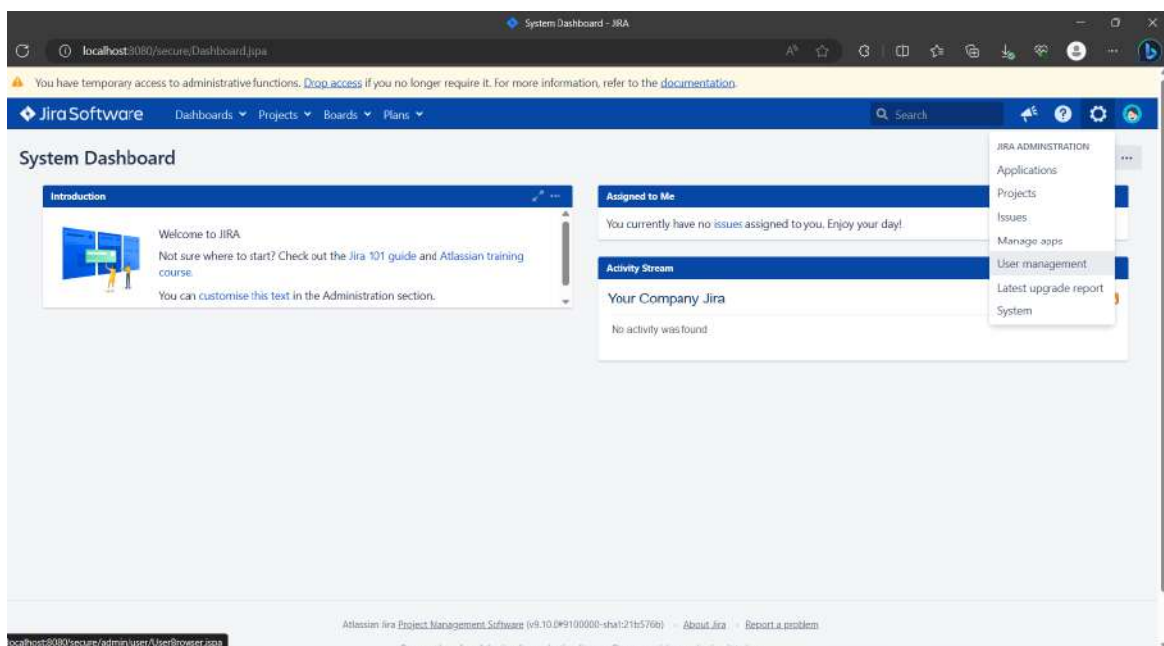 System Dashboard - JIRA
localhost:8080/secure/Dashboard.jspa
You have temporary access to administrative functions. Drop access if you no longer require it. For more information, refer to the documentation.
Jira Software Dashboards Projects Boards Plans Search
System Dashboard
JIRA ADMINISTRATION
Applications
Projects
Issues
Manage apps
User management
Latest upgrade report
System
Introduction
Welcome to JIRA
Not sure where to start? Check out the Jira 101 guide and Atlassian training
course.
You can customise this text in the Administration section.
Assigned to Me
You currently have no issues assigned to you. Enjoy your day!
Activity Stream
Your Company Jira
No activity was found
Atlassian Jira Project Management Software (v9.10.0#9100000-sha1:21b576b) · About Jira · Report a problem
localhost:8080/secure/admin/user/UserBrowser.jspa